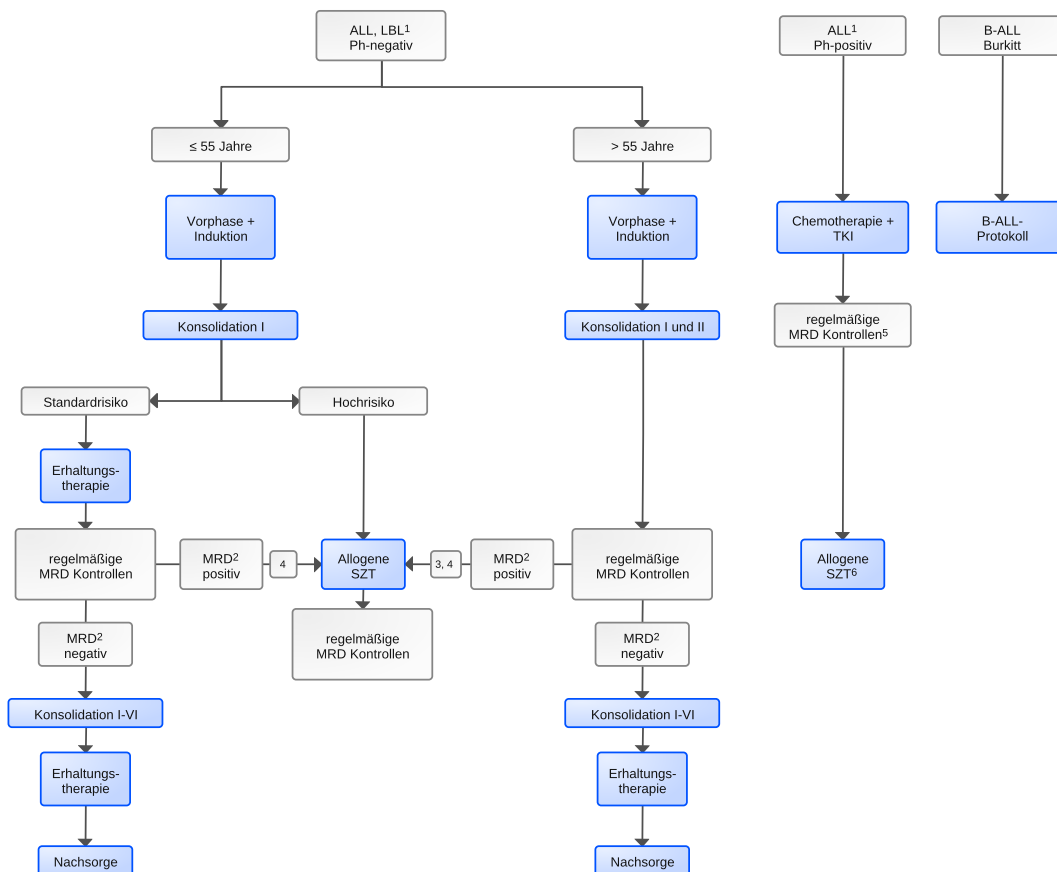 ALL, LBL¹
Ph-negativ
ALL¹
Ph-positiv
B-ALL
Burkitt
≤ 55 Jahre
> 55 Jahre
Vorphase +
Induktion
Vorphase +
Induktion
Chemotherapie +
TKI
B-ALL-
Protokoll
Konsolidation I
Konsolidation I und II
regelmäßige
MRD Kontrollen⁵
Standardrisiko
Hochrisiko
Erhaltungs-
therapie
regelmäßige
MRD Kontrollen
MRD²
positiv
4
Allogene
SZT
3, 4
MRD²
positiv
regelmäßige
MRD Kontrollen
Allogene
SZT⁶
regelmäßige
MRD Kontrollen
MRD²
negativ
MRD²
negativ
Konsolidation I-VI
Konsolidation I-VI
Erhaltungs-
therapie
Erhaltungs-
therapie
Nachsorge
Nachsorge